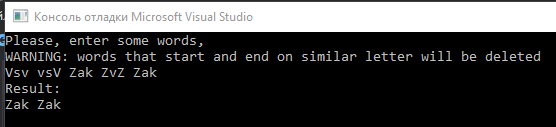 Консоль отладки Microsoft Visual Studio
Please, enter some words,
WARNING: words that start and end on similar letter will be deleted
Vsv vsV Zak ZvZ Zak
Result:
Zak Zak